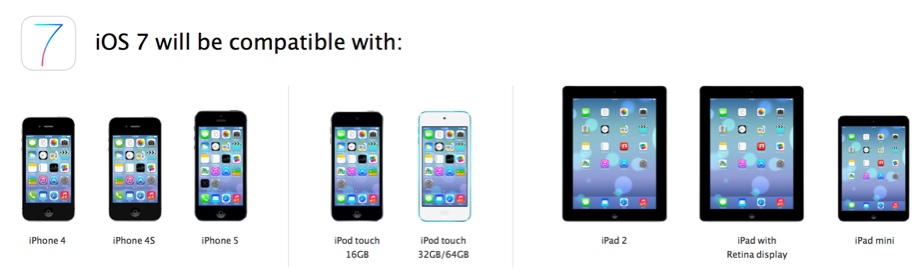 7
iOS 7 will be compatible with:
iPhone 4
iPhone 4S
iPhone 5
iPod touch
16GB
iPod touch
32GB/64GB
iPad 2
iPad with
Retina display
iPad mini